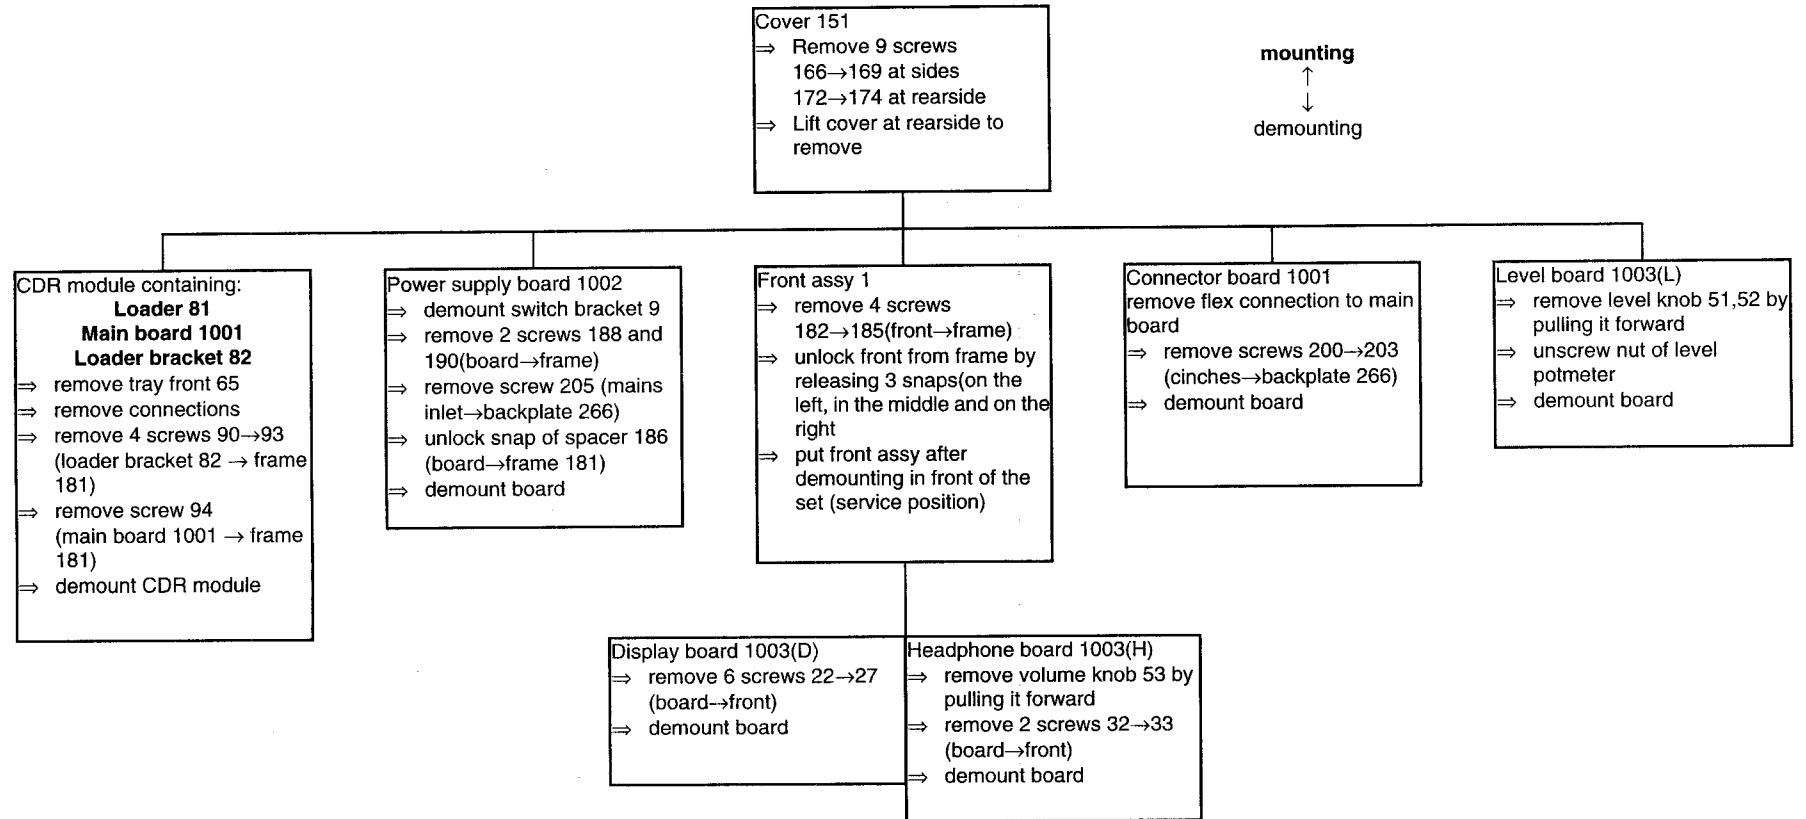 Cover 151
⇒ Remove 9 screws
166→169 at sides
172→174 at rearside
⇒ Lift cover at rearside to
remove
mounting
↑
↓
demounting
CDR module containing:
Loader 81
Main board 1001
Loader bracket 82
⇒ remove tray front 65
⇒ remove connections
⇒ remove 4 screws 90→93
(loader bracket 82 → frame
181)
⇒ remove screw 94
(main board 1001 → frame
181)
⇒ demount CDR module
Power supply board 1002
⇒ demount switch bracket 9
⇒ remove 2 screws 188 and
190(board→frame)
⇒ remove screw 205 (mains
inlet→backplate 266)
⇒ unlock snap of spacer 186
(board→frame 181)
⇒ demount board
Front assy 1
⇒ remove 4 screws
182→185(front→frame)
⇒ unlock front from frame by
releasing 3 snaps(on the
left, in the middle and on the
right
⇒ put front assy after
demounting in front of the
set (service position)
Connector board 1001
remove flex connection to main
board
⇒ remove screws 200→203
(cinches→backplate 266)
⇒ demount board
Level board 1003(L)
⇒ remove level knob 51,52 by
pulling it forward
⇒ unscrew nut of level
potmeter
⇒ demount board
Display board 1003(D)
⇒ remove 6 screws 22→27
(board→front)
⇒ demount board
Headphone board 1003(H)
⇒ remove volume knob 53 by
pulling it forward
⇒ remove 2 screws 32→33
(board→front)
⇒ demount board